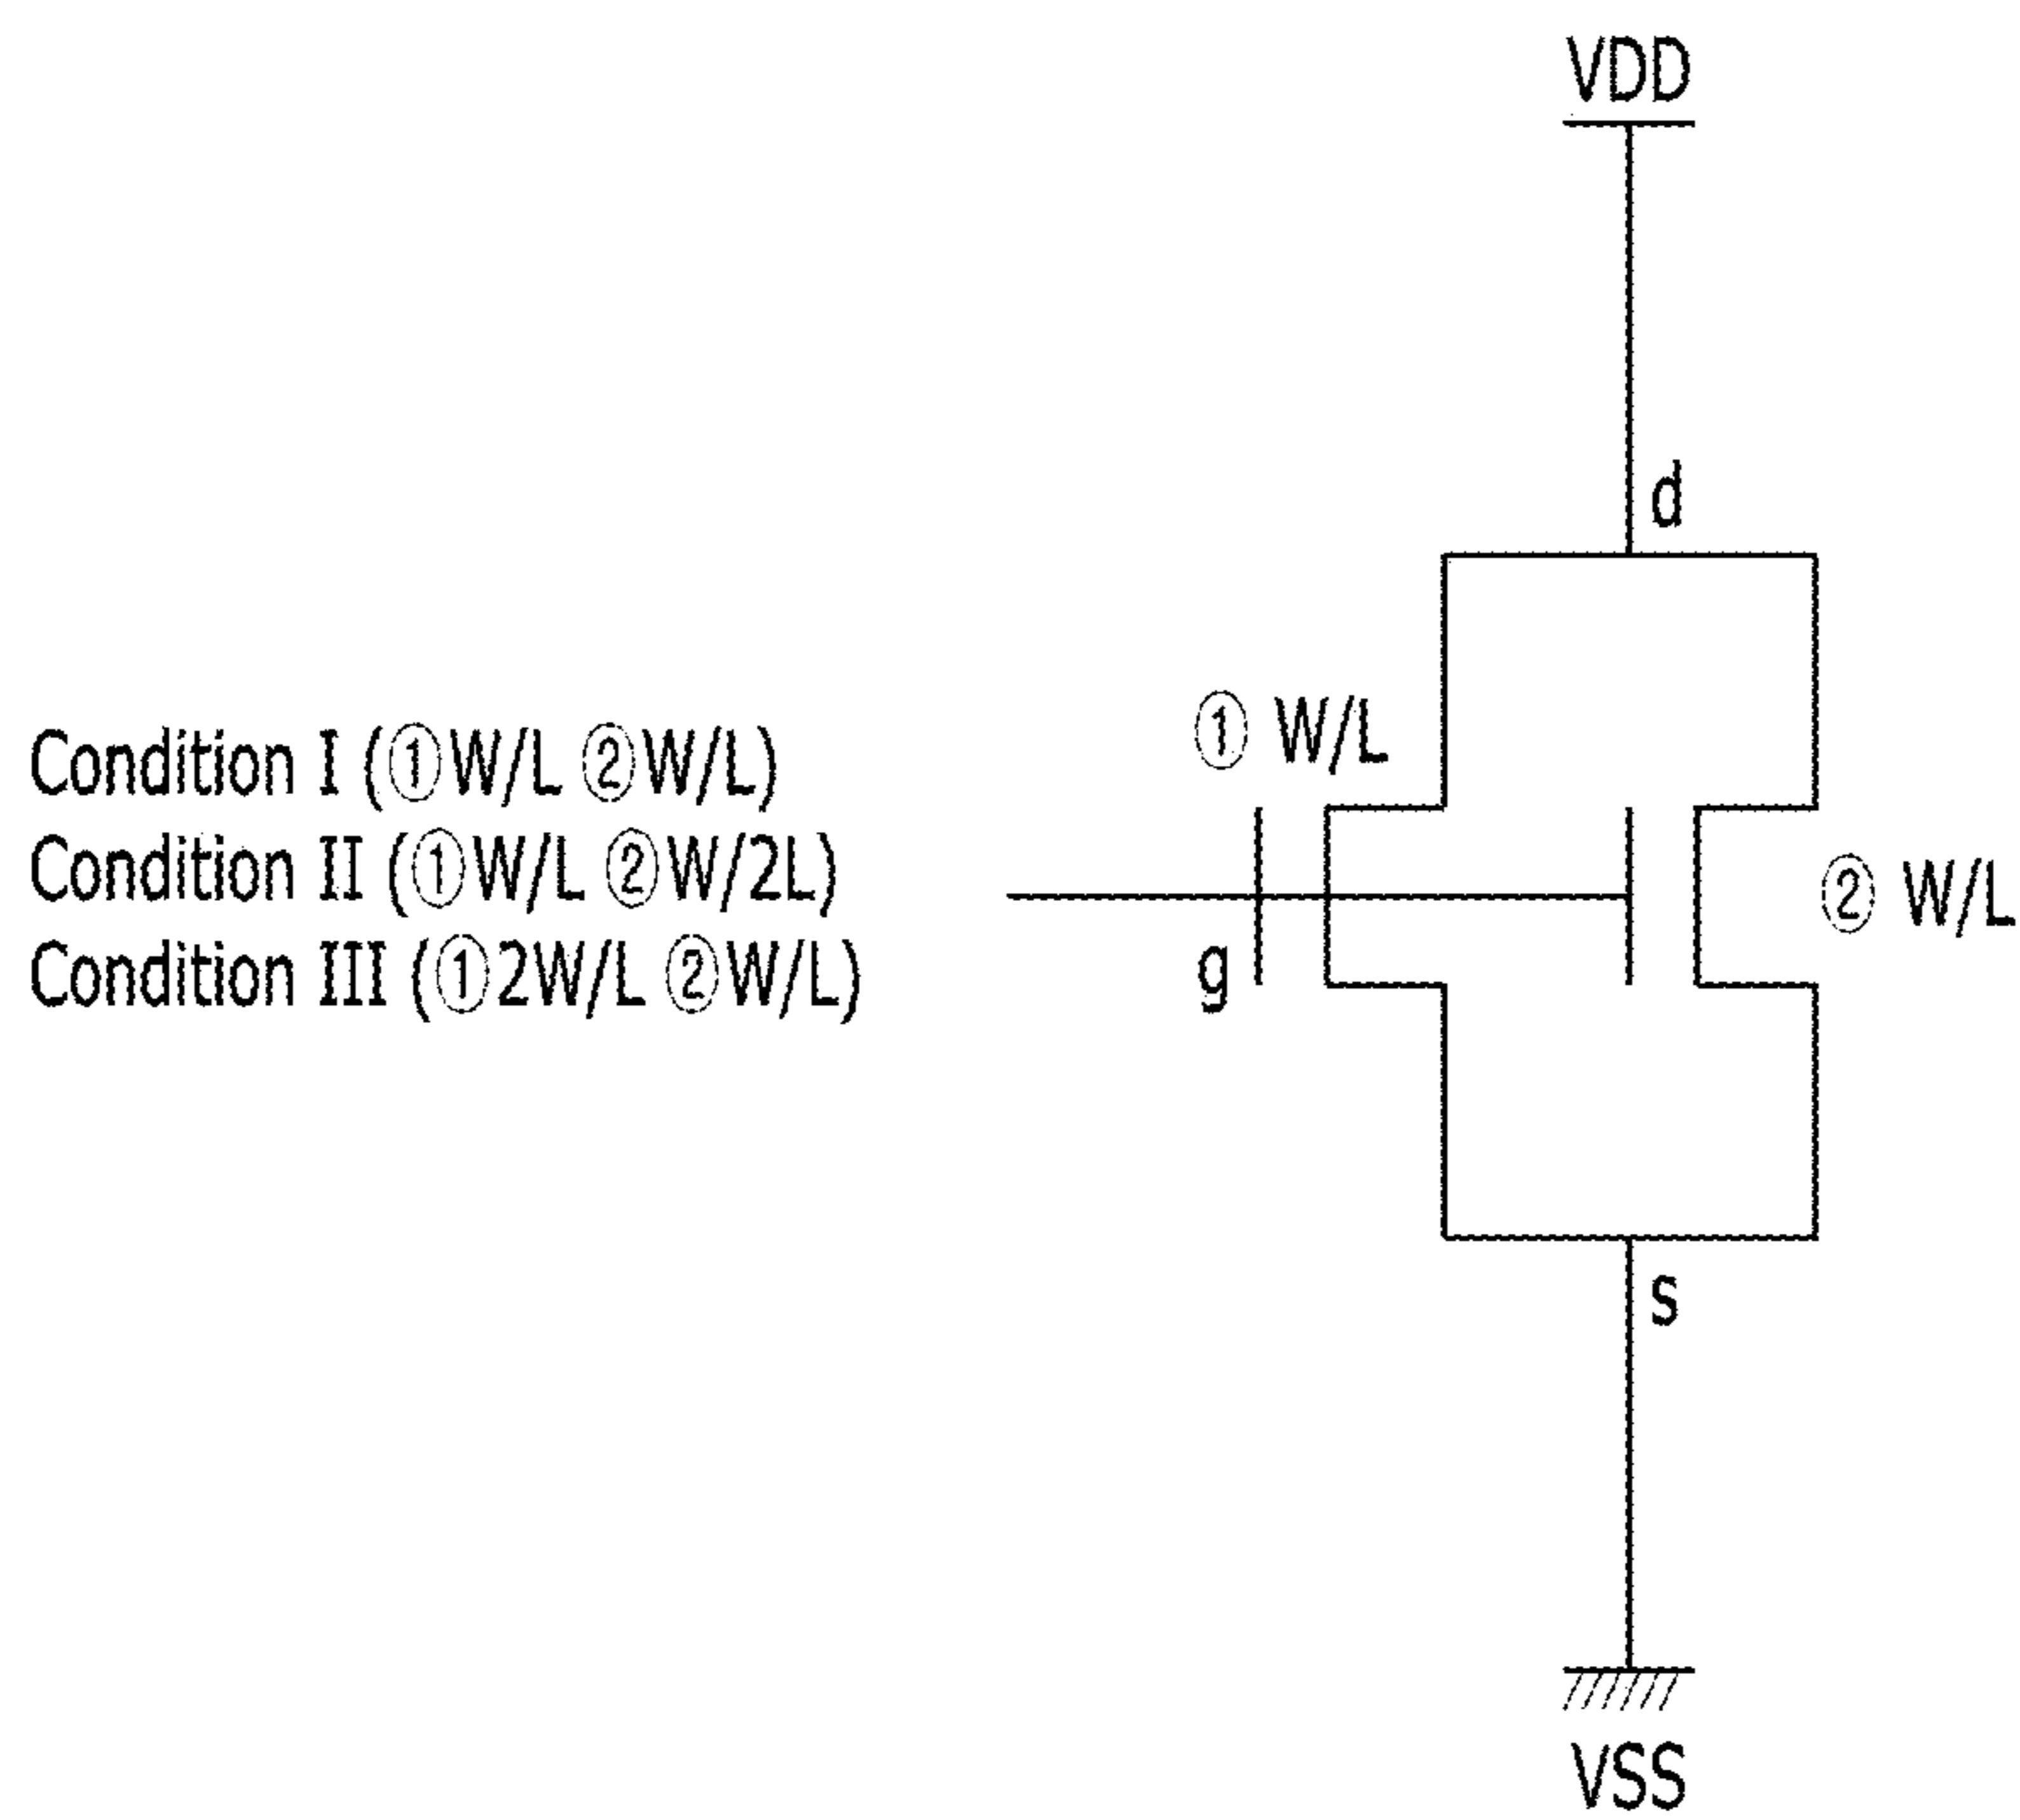 VDD
d
① W/L
Condition I (①W/L ②W/L)
Condition II (①W/L ②W/2L)
② W/L
Condition III (①2W/L ②W/L)
g
s
VSS